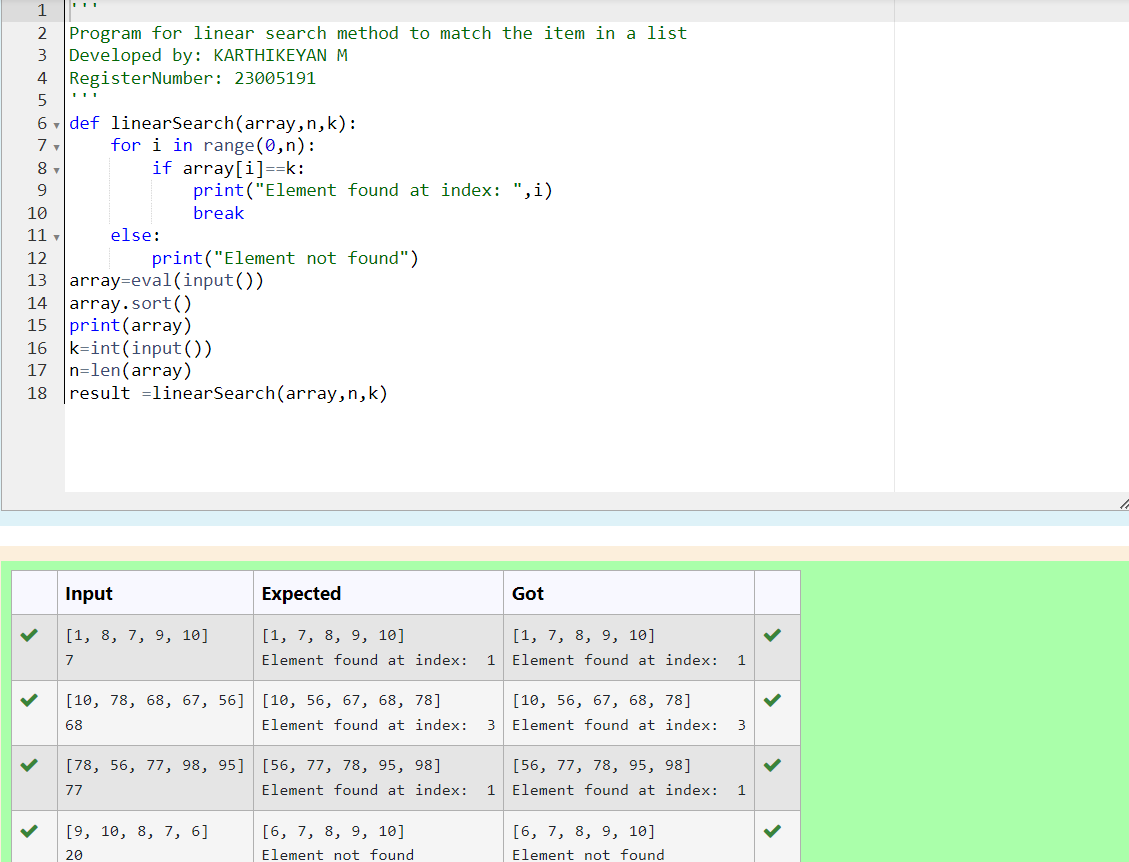 1 '''
2 Program for linear search method to match the item in a list
3 Developed by: KARTHIKEYAN M
4 RegisterNumber: 23005191
5 '''
6 def linearSearch(array,n,k):
7     for i in range(0,n):
8         if array[i]==k:
9             print("Element found at index: ",i)
10             break
11     else:
12         print("Element not found")
13 array=eval(input())
14 array.sort()
15 print(array)
16 k=int(input())
17 n=len(array)
18 result =linearSearch(array,n,k)
Input Expected Got
[1, 8, 7, 9, 10] [1, 7, 8, 9, 10] [1, 7, 8, 9, 10]
7 Element found at index:  1 Element found at index:  1
[10, 78, 68, 67, 56] [10, 56, 67, 68, 78] [10, 56, 67, 68, 78]
68 Element found at index:  3 Element found at index:  3
[78, 56, 77, 98, 95] [56, 77, 78, 95, 98] [56, 77, 78, 95, 98]
77 Element found at index:  1 Element found at index:  1
[9, 10, 8, 7, 6] [6, 7, 8, 9, 10] [6, 7, 8, 9, 10]
20 Element not found Element not found